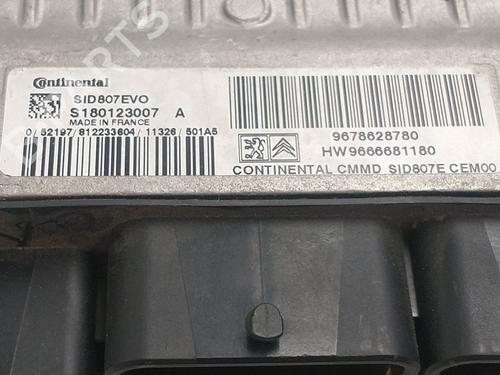 Continental
SID807EVO
S180123007 A
MADE IN FRANCE
0/52197/812233604/11326/501A5
9678628780
HW9666681180
CONTINENTAL CMMD SID807E CEM00